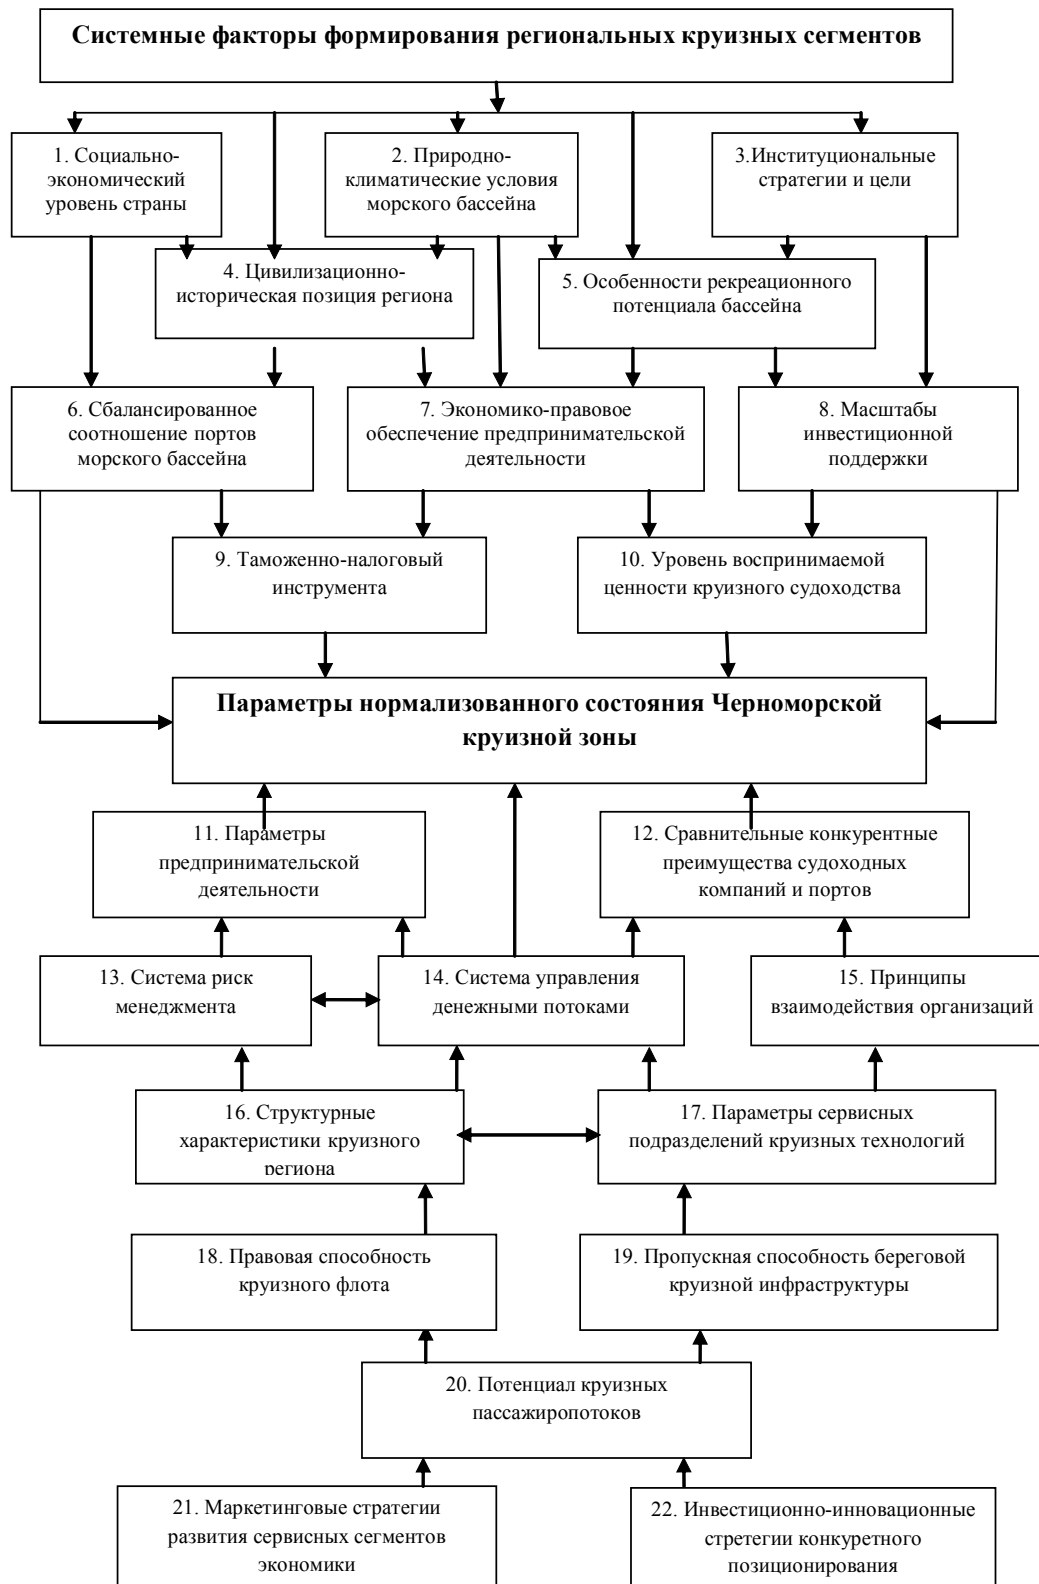 Системные факторы формирования региональных круизных сегментов
1. Социально-
экономический
уровень страны
2. Природно-
климатические условия
морского бассейна
3.Институциональные
стратегии и цели
4. Цивилизационно-
историческая позиция региона
5. Особенности рекреационного
потенциала бассейна
6. Сбалансированное
соотношение портов
морского бассейна
7. Экономико-правовое
обеспечение предпринимательской
деятельности
8. Масштабы
инвестиционной
поддержки
9. Таможенно-налоговый
инструмента
10. Уровень воспринимаемой
ценности круизного судоходства
Параметры нормализованного состояния Черноморской
круизной зоны
11. Параметры
предпринимательской
деятельности
12. Сравнительные конкурентные
преимущества судоходных
компаний и портов
13. Система риск
менеджмента
14. Система управления
денежными потоками
15. Принципы
взаимодействия организаций
16. Структурные
характеристики круизного
региона
17. Параметры сервисных
подразделений круизных технологий
18. Правовая способность
круизного флота
19. Пропускная способность береговой
круизной инфраструктуры
20. Потенциал круизных
пассажиропотоков
21. Маркетинговые стратегии
развития сервисных сегментов
экономики
22. Инвестиционно-инновационные
стретегии конкуретного
позиционирования